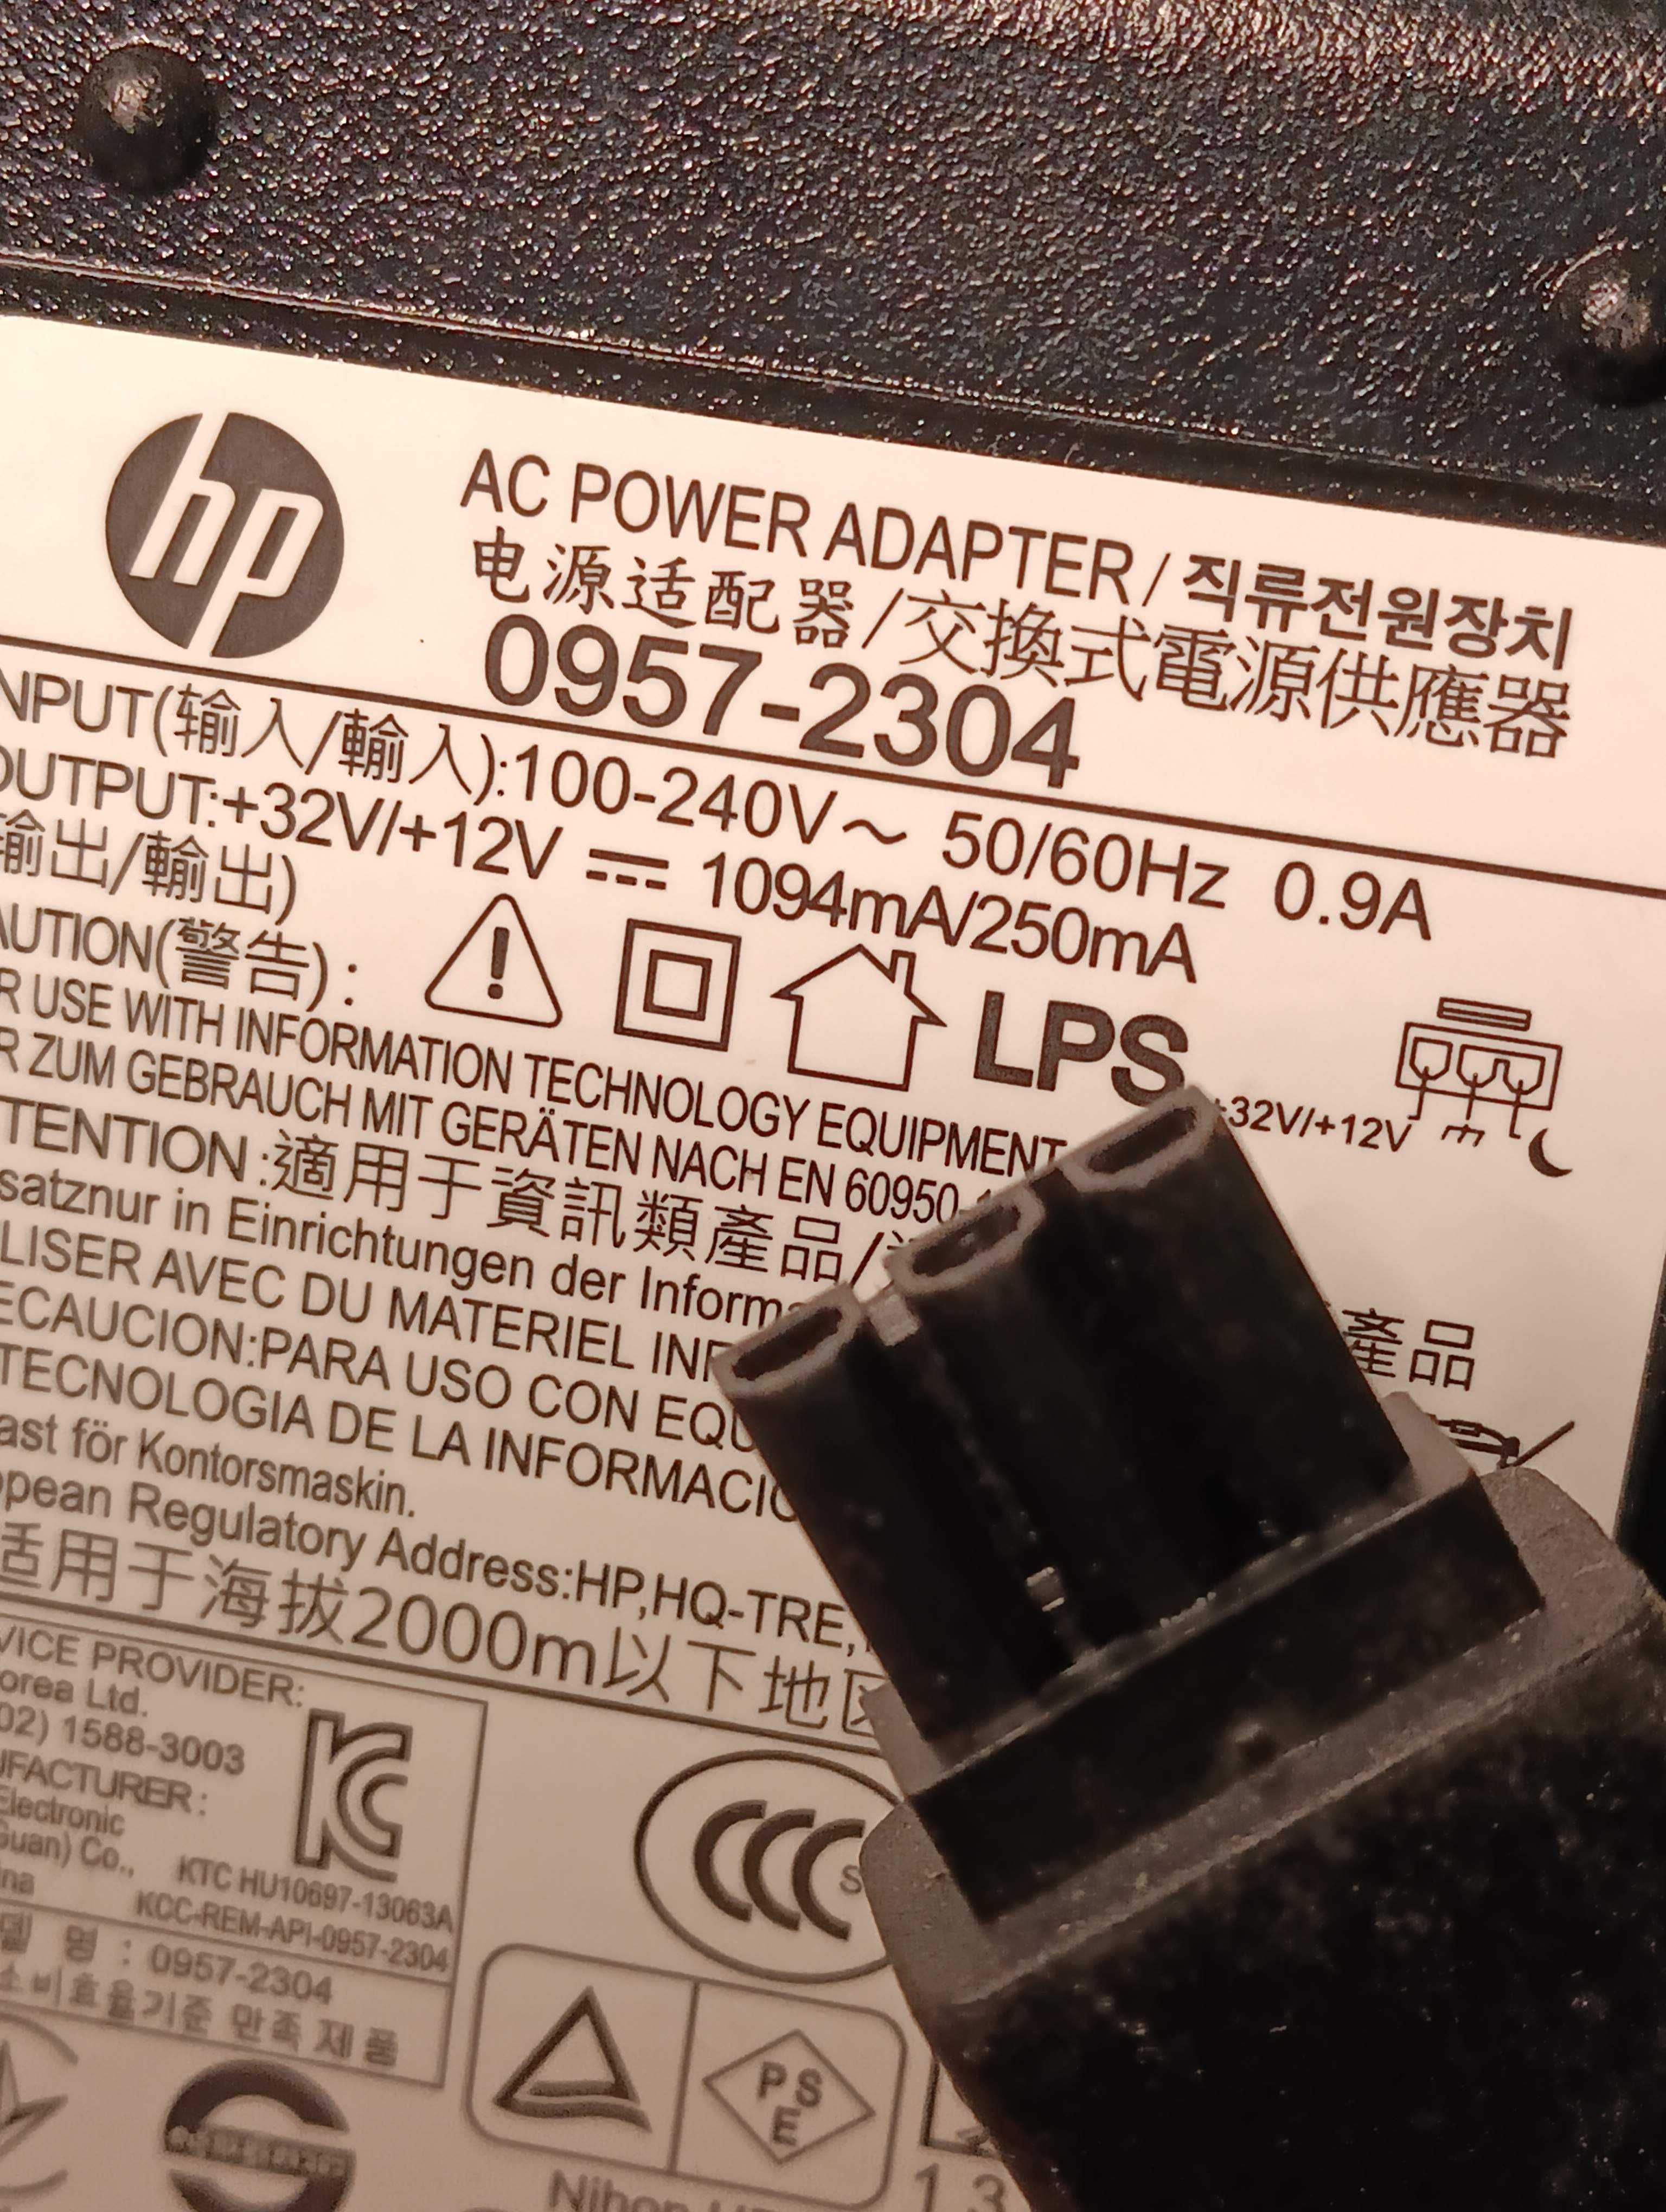 hp
AC POWER ADAPTER / 직류전원장치
电源适配器/交換式電源供應器
0957-2304
NPUT(输入/輸入):100-240V~ 50/60Hz 0.9A
OUTPUT:+32V/+12V ⎓ 1094mA/250mA
输出/輸出)
AUTION(警告):
LPS
R USE WITH INFORMATION TECHNOLOGY EQUIPMENT
+32V/+12V
R ZUM GEBRAUCH MIT GERÄTEN NACH EN 60950
TENTION:適用于資訊類產品/
產品
satznur in Einrichtungen der Inform
LISER AVEC DU MATERIEL INF
ECAUCION:PARA USO CON EQU
TECNOLOGIA DE LA INFORMACIO
ast för Kontorsmaskin.
opean Regulatory Address:HP,HQ-TRE,
适用于海拔2000m以下地区
VICE PROVIDER:
orea Ltd.
02) 1588-3003
UFACTURER:
Electronic
Guan) Co.,
ina
KTC HU10697-13063A
KCC-REM-API-0957-2304
델 명 : 0957-2304
소비효율기준 만족 제품
CCC
S
PS
E
Nihon
1.3